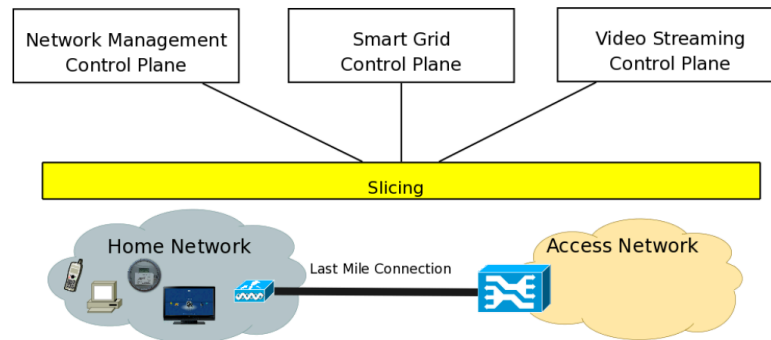 Network Management
Control Plane
Smart Grid
Control Plane
Video Streaming
Control Plane
Slicing
Home Network
Access Network
Last Mile Connection